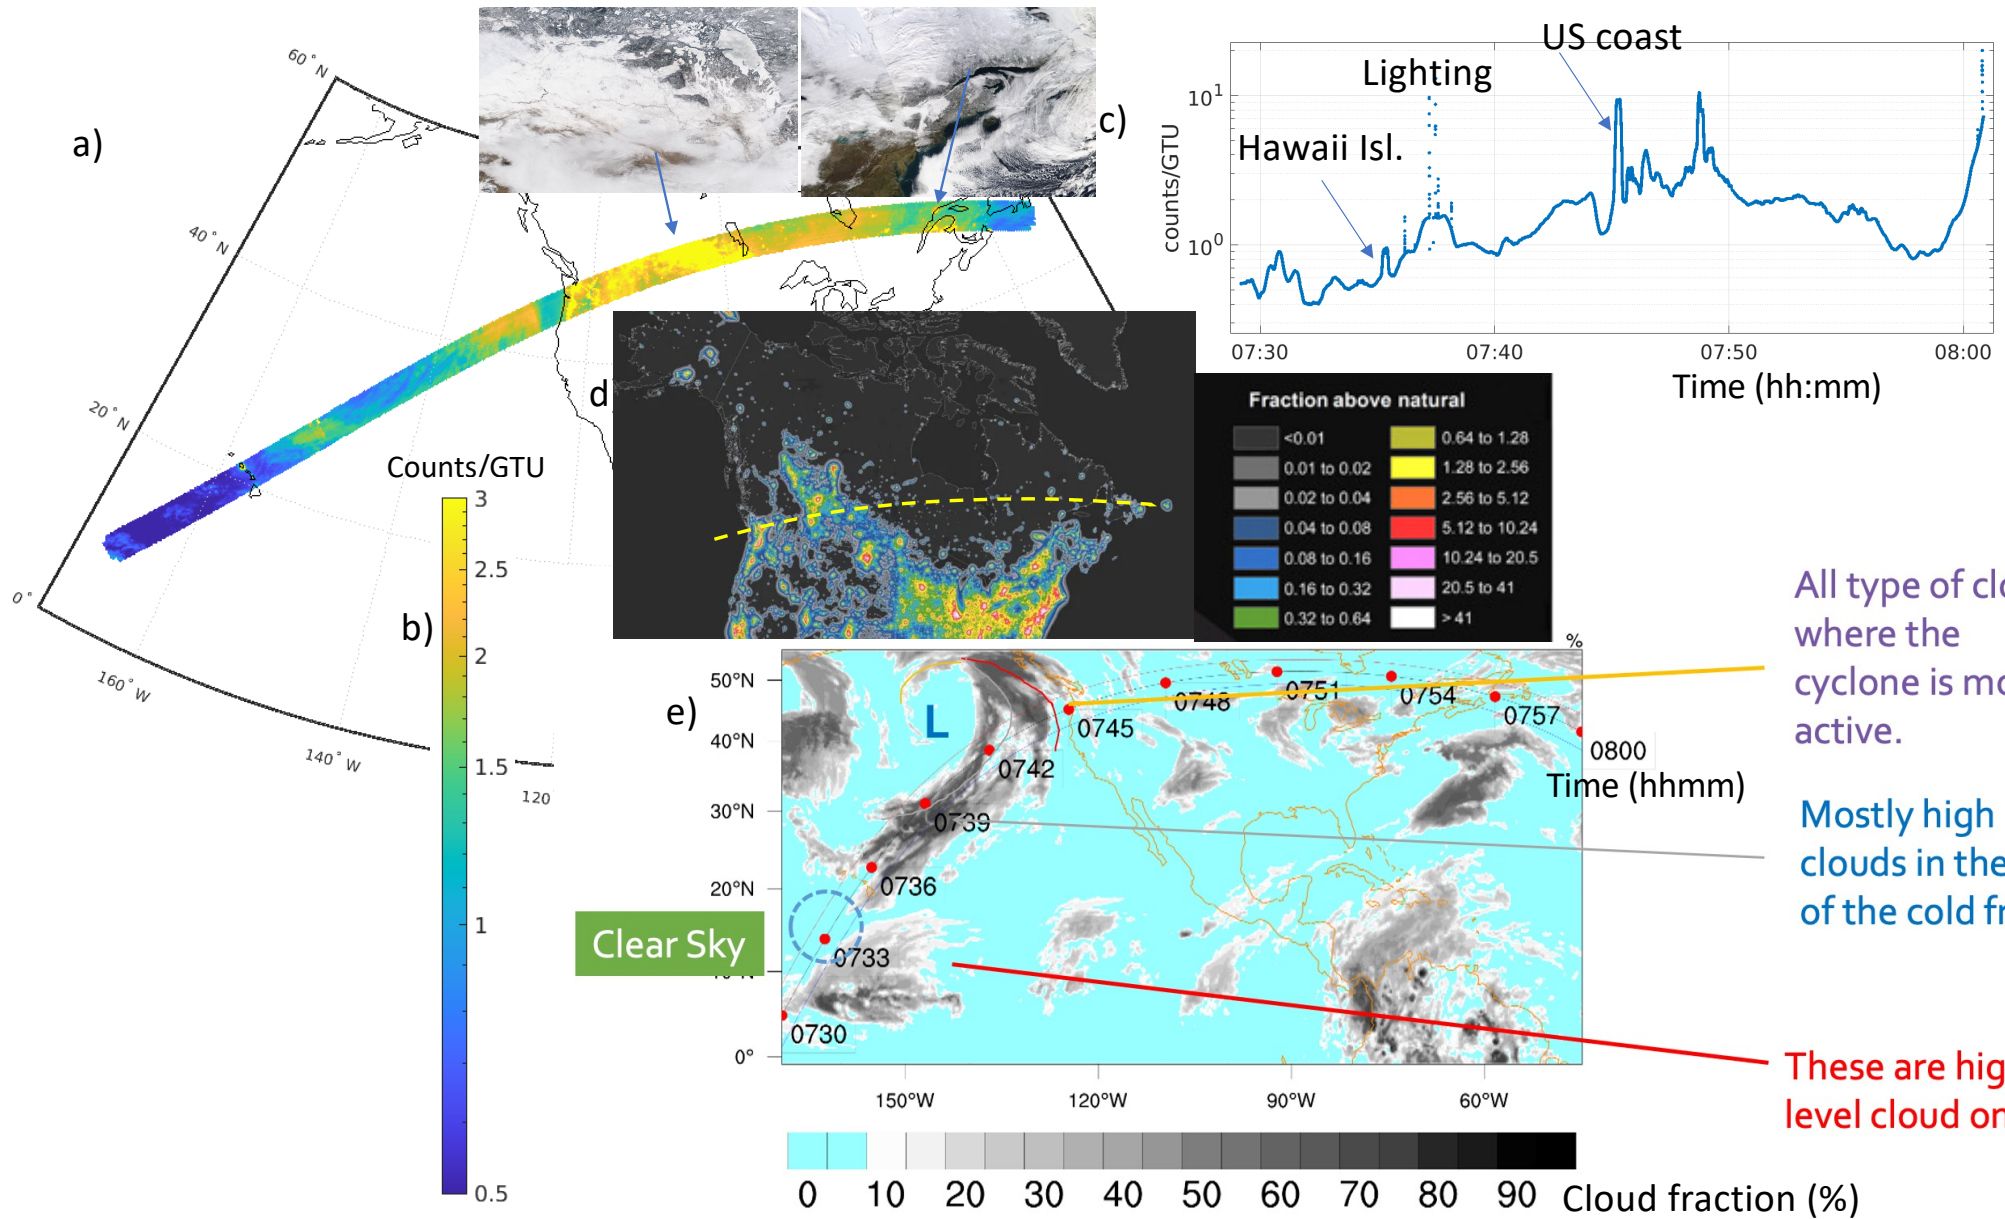 a)
60°N
40°N
20°N
0°
160°W
140°W
120
Counts/GTU
b)
3
2.5
2
1.5
1
0.5
c)
counts/GTU
10¹
10⁰
Hawaii Isl.
Lighting
US coast
07:30
07:40
07:50
08:00
Time (hh:mm)
d
Fraction above natural
<0.01
0.01 to 0.02
0.02 to 0.04
0.04 to 0.08
0.08 to 0.16
0.16 to 0.32
0.32 to 0.64
0.64 to 1.28
1.28 to 2.56
2.56 to 5.12
5.12 to 10.24
10.24 to 20.5
20.5 to 41
> 41
e)
%
50°N
40°N
30°N
20°N
0°
L
0730
0733
0736
0739
0742
0745
0748
0751
0754
0757
0800
Time (hhmm)
Clear Sky
150°W
120°W
90°W
60°W
0 10 20 30 40 50 60 70 80 90
Cloud fraction (%)
All type of clo
where the
cyclone is mo
active.
Mostly high
clouds in the
of the cold fr
These are hig
level cloud on